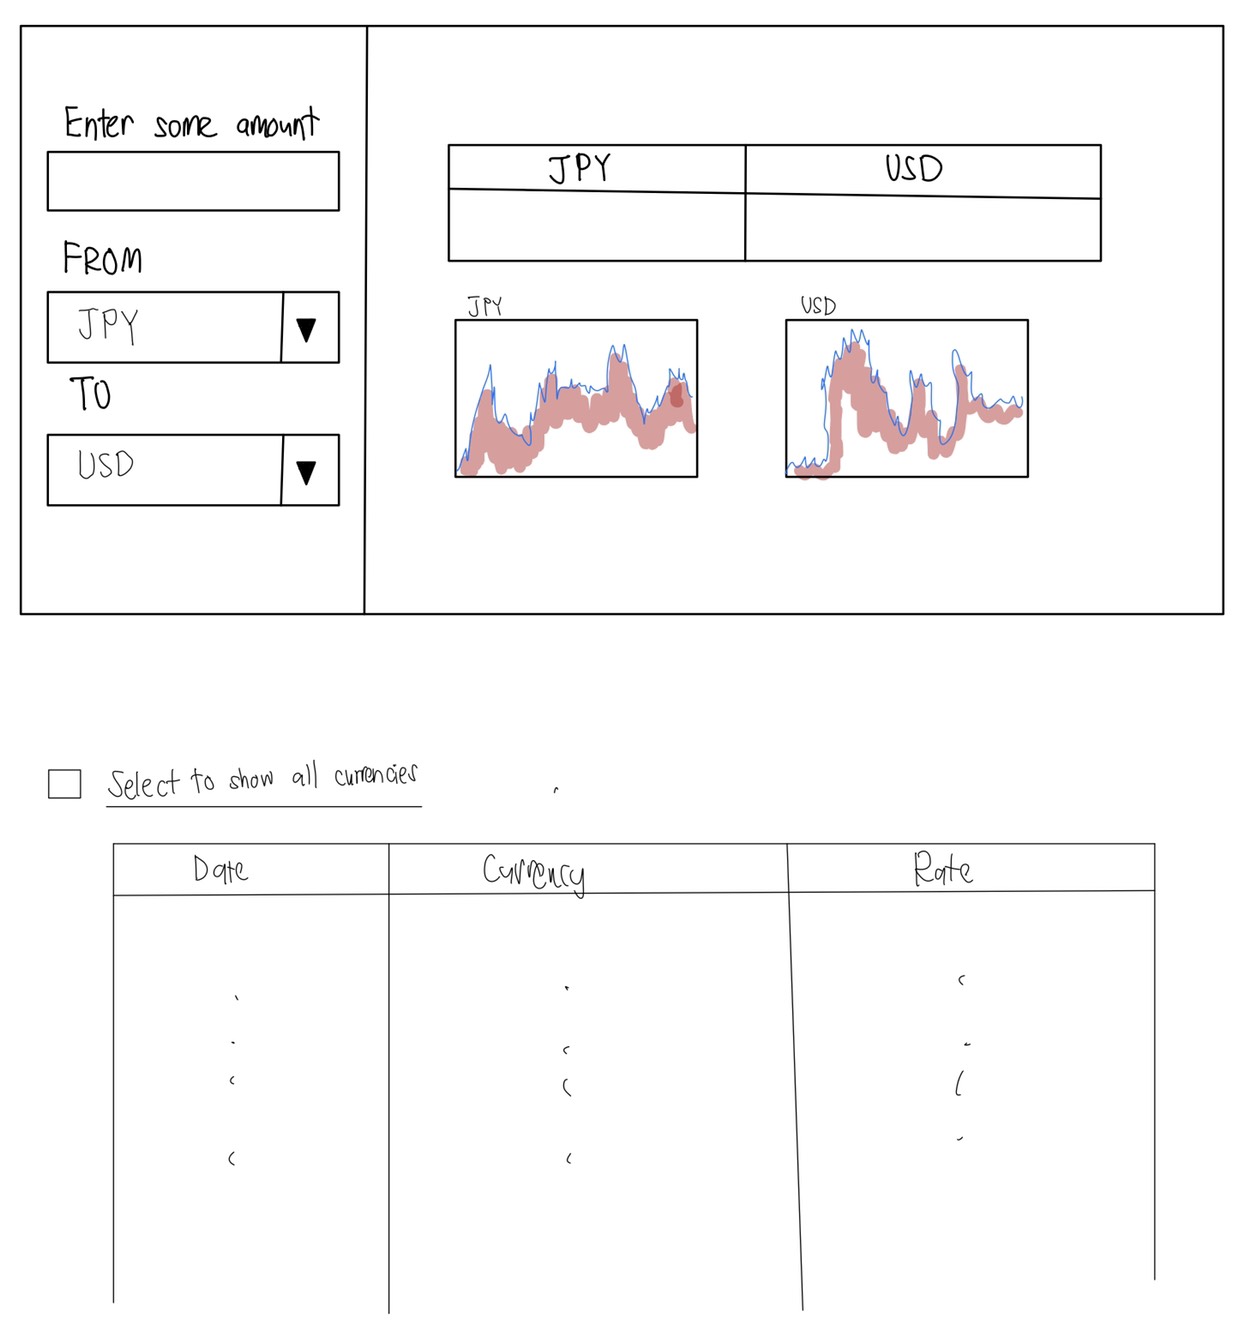 Enter some amount
FROM
JPY
TO
USD
JPY USD
JPY USD
Select to show all currencies
Date Currency Rate